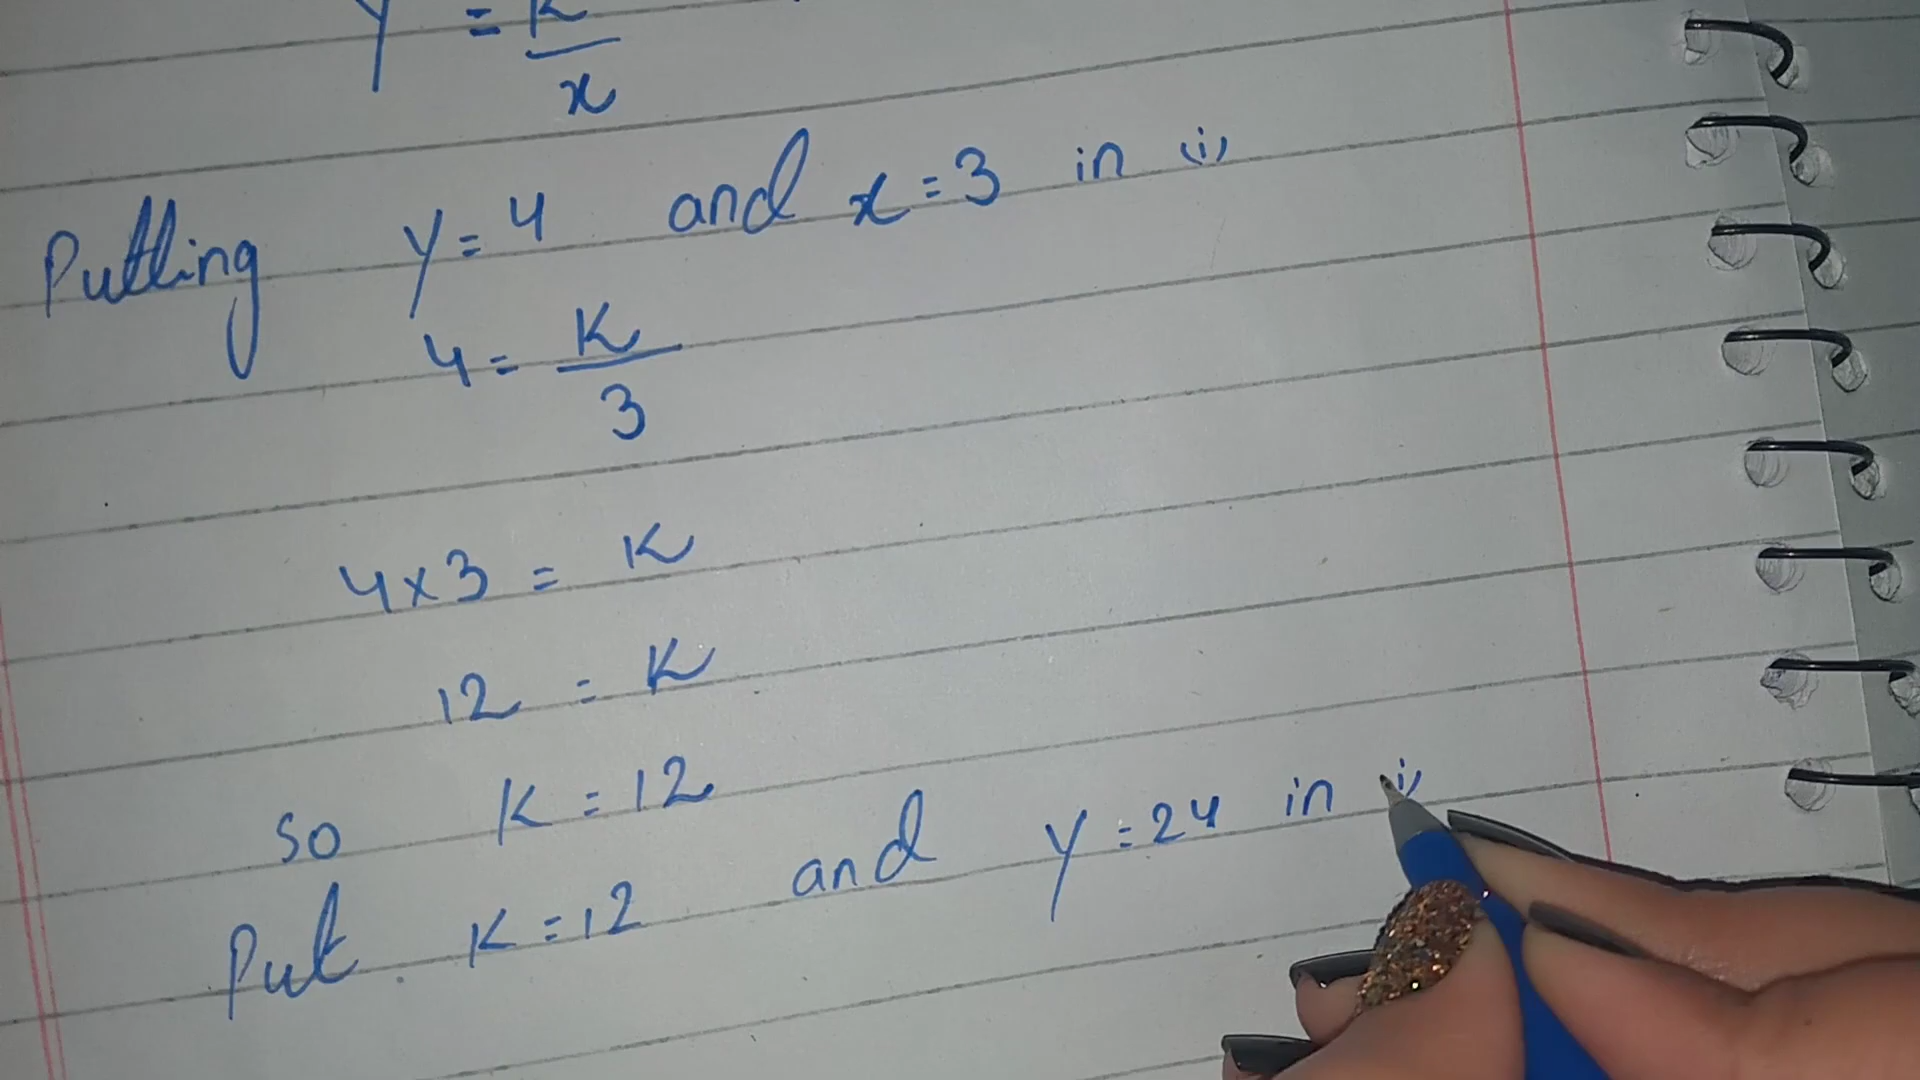 y = K
x
Putting y = 4 and x = 3 in (i)
4 = K
3
4 x 3 = K
12 = K
so K = 12
Put K = 12 and y = 24 in (i)